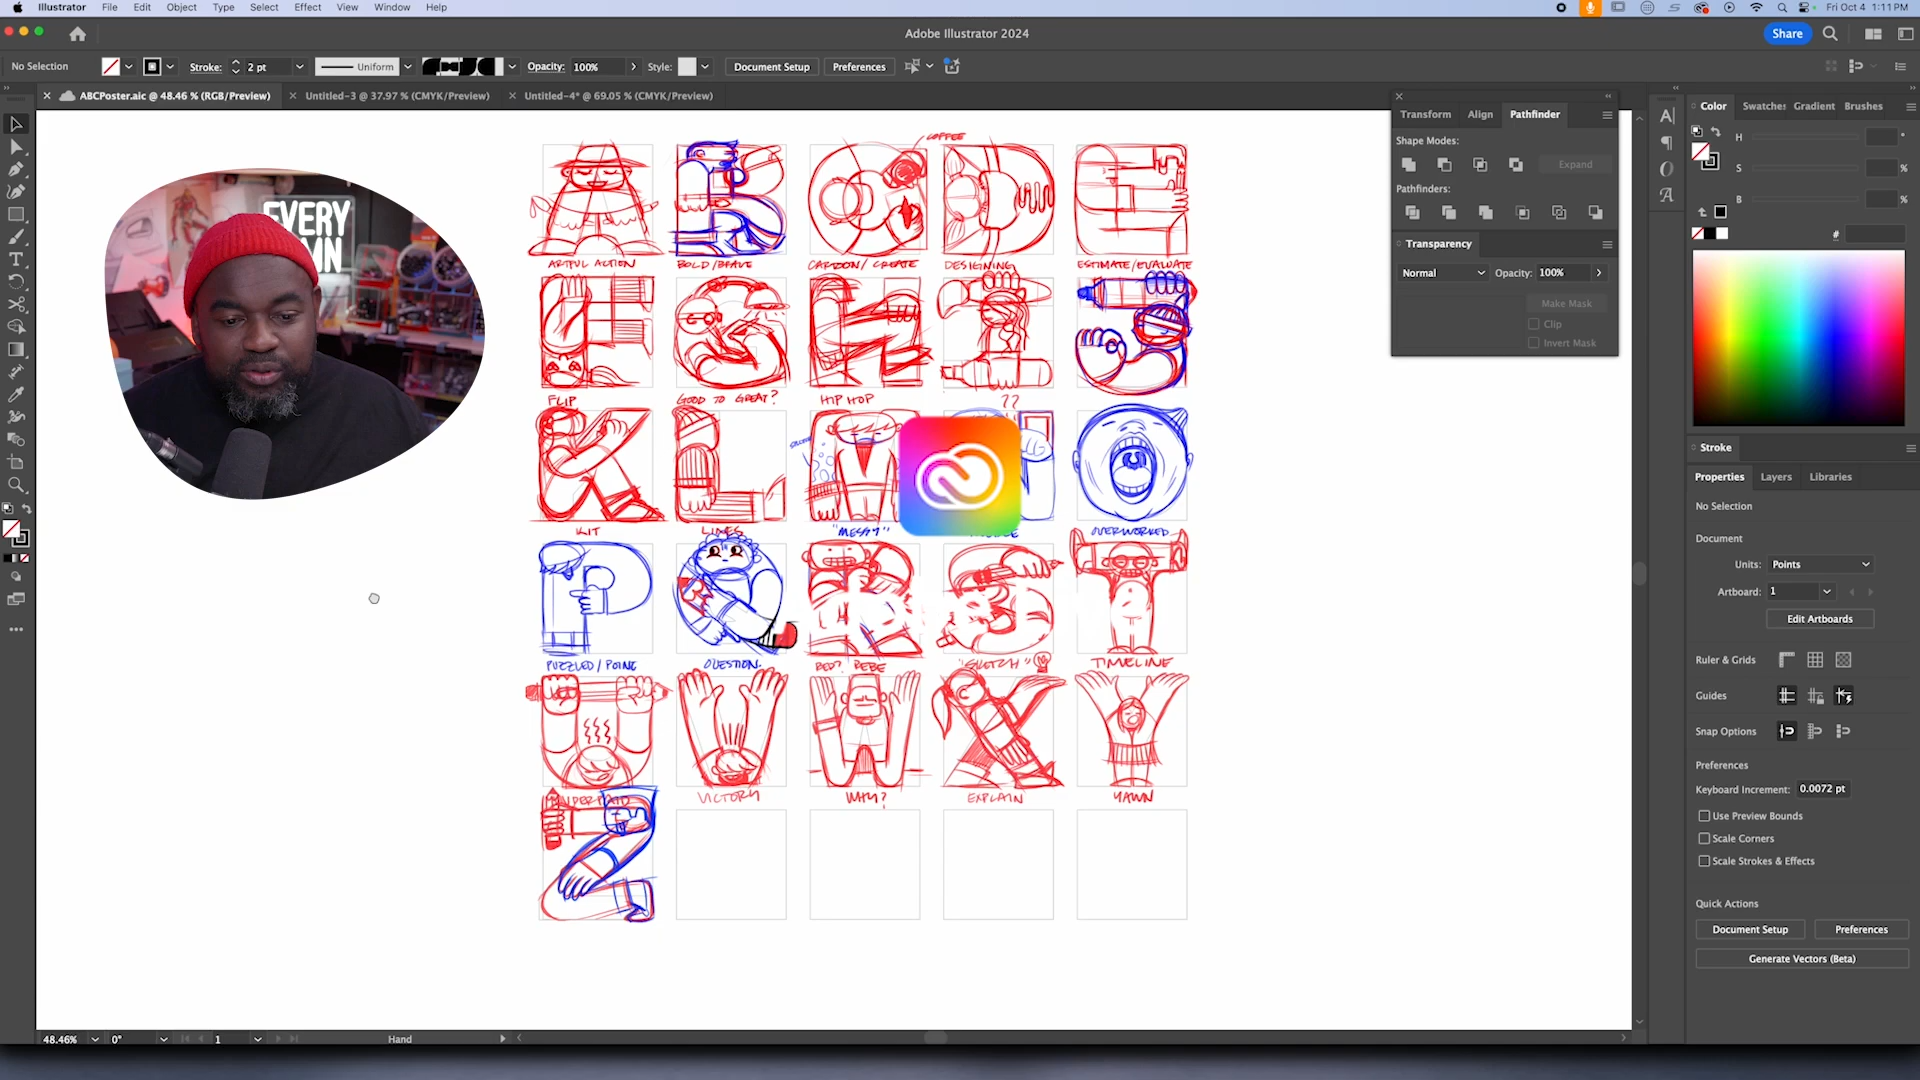 Illustrator File Edit Object Type Select Effect View Window Help
Fri Oct 4 1:11 PM
Adobe Illustrator 2024
Share
No Selection
Stroke: 2 pt
Uniform
Opacity: 100%
Style:
Document Setup
Preferences
ABCPoster.aic @ 48.46 % (RGB/Preview)
Untitled-3 @ 37.97 % (CMYK/Preview)
Untitled-4* @ 69.05 % (CMYK/Preview)
Transform Align Pathfinder
Shape Modes:
Expand
Pathfinders:
Transparency
Normal
Opacity: 100%
Make Mask
Clip
Invert Mask
Color Swatches Gradient Brushes
H °
S %
B %
#
Stroke
Properties Layers Libraries
No Selection
Document
Units: Points
Artboard: 1
Edit Artboards
Ruler & Grids
Guides
Snap Options
Preferences
Keyboard Increment: 0.0072 pt
Use Preview Bounds
Scale Corners
Scale Strokes & Effects
Quick Actions
Document Setup
Preferences
Generate Vectors (Beta)
EVERY
COFFEE
ARTFUL ACTION
BOLD/BRAVE
CARTOON/CREATE
DESIGNING
ESTIMATE/EVALUATE
FLIP
GOOD TO GREAT?
HIP HOP
??
KIT
LINES
"MESSY"
OVERWORKED
QUESTION.
"SKETCH"
TIMELINE
VICTORY
WHY?
EXPLAIN
YAWN
48.46%
0°
1
Hand